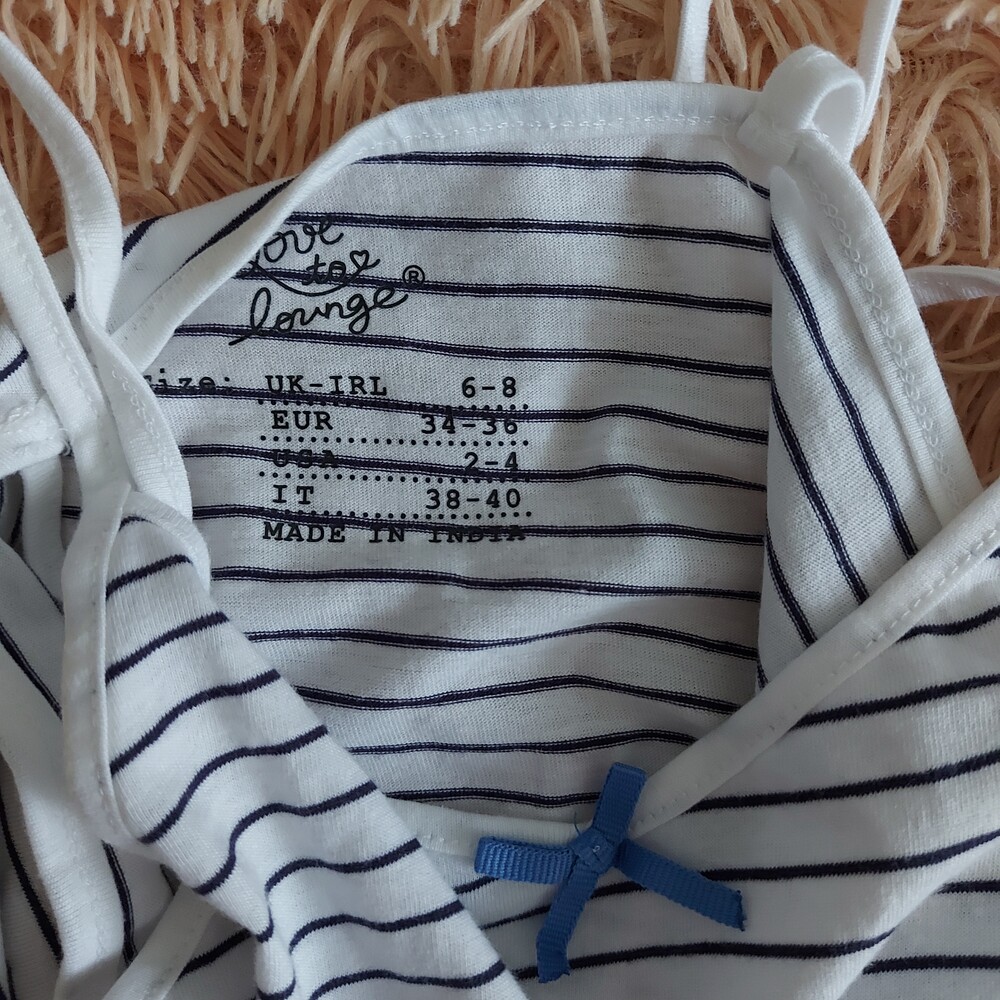 love
to
lounge®
Size: UK-IRL 6-8
EUR 34-36
USA 2-4
IT 38-40
MADE IN INDIA